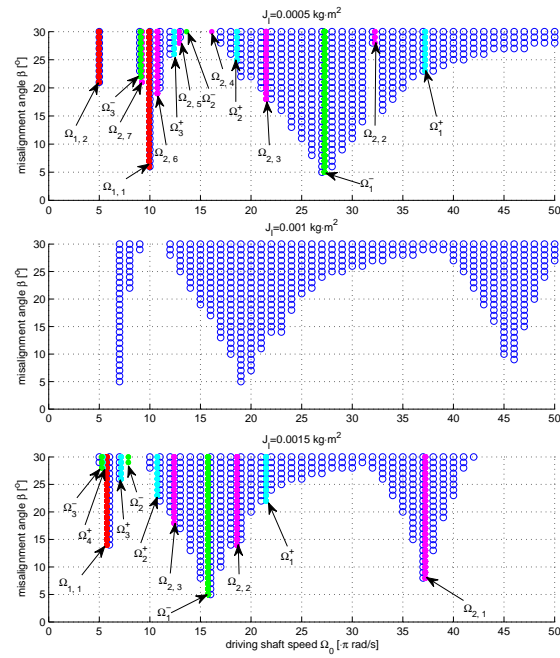 J_l=0.0005 kg·m²
misalignment angle β [°]
30
25
20
15
10
5
0
Ω_{1, 2}
Ω_3^−
Ω_{2, 7}
Ω_{1, 1}
Ω_{2, 6}
Ω_3^+
Ω_{2, 5}
Ω_2^−
Ω_{2, 4}
Ω_2^+
Ω_{2, 3}
Ω_1^−
Ω_{2, 2}
Ω_1^+
0 5 10 15 20 25 30 35 40 45 50
J_l=0.001 kg·m²
misalignment angle β [°]
30
25
20
15
10
5
0
0 5 10 15 20 25 30 35 40 45 50
J_l=0.0015 kg·m²
misalignment angle β [°]
30
25
20
15
10
5
0
Ω_3^−
Ω_4^+
Ω_{1, 1}
Ω_3^+
Ω_2^−
Ω_2^+
Ω_{2, 3}
Ω_1^−
Ω_{2, 2}
Ω_1^+
Ω_{2, 1}
0 5 10 15 20 25 30 35 40 45 50
driving shaft speed Ω_0 [·π rad/s]